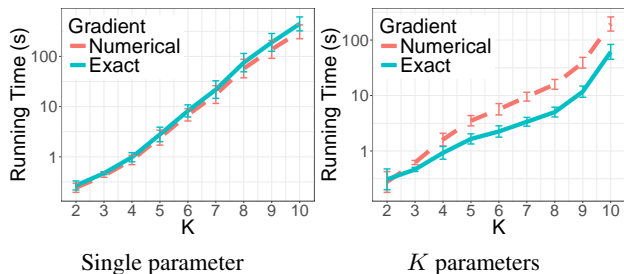 Running Time (s)
100
10
1
Gradient
Numerical
Exact
2 3 4 5 6 7 8 9 10
K
Single parameter
Running Time (s)
100
10
1
Gradient
Numerical
Exact
2 3 4 5 6 7 8 9 10
K
K parameters